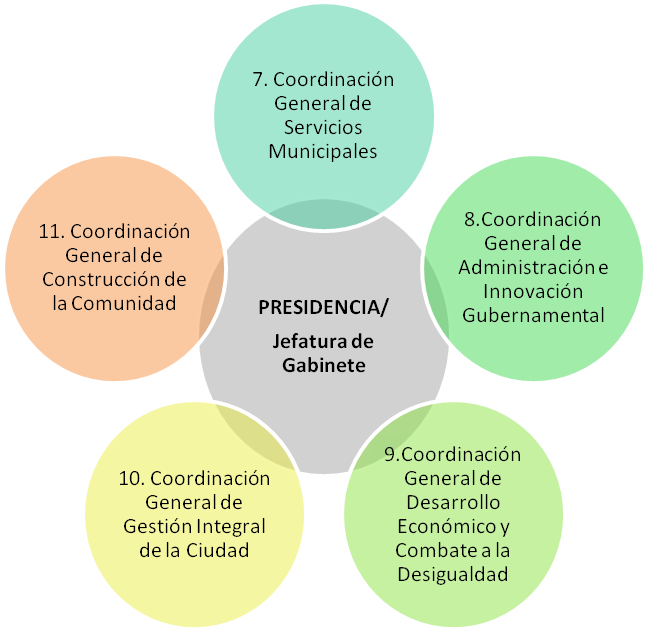 7. Coordinación
General de
Servicios
Municipales
8.Coordinación
General de
Administración e
Innovación
Gubernamental
11. Coordinación
General de
Construcción de
la Comunidad
PRESIDENCIA/
Jefatura de
Gabinete
9.Coordinación
General de
Desarrollo
Económico y
Combate a la
Desigualdad
10. Coordinación
General de
Gestión Integral
de la Ciudad